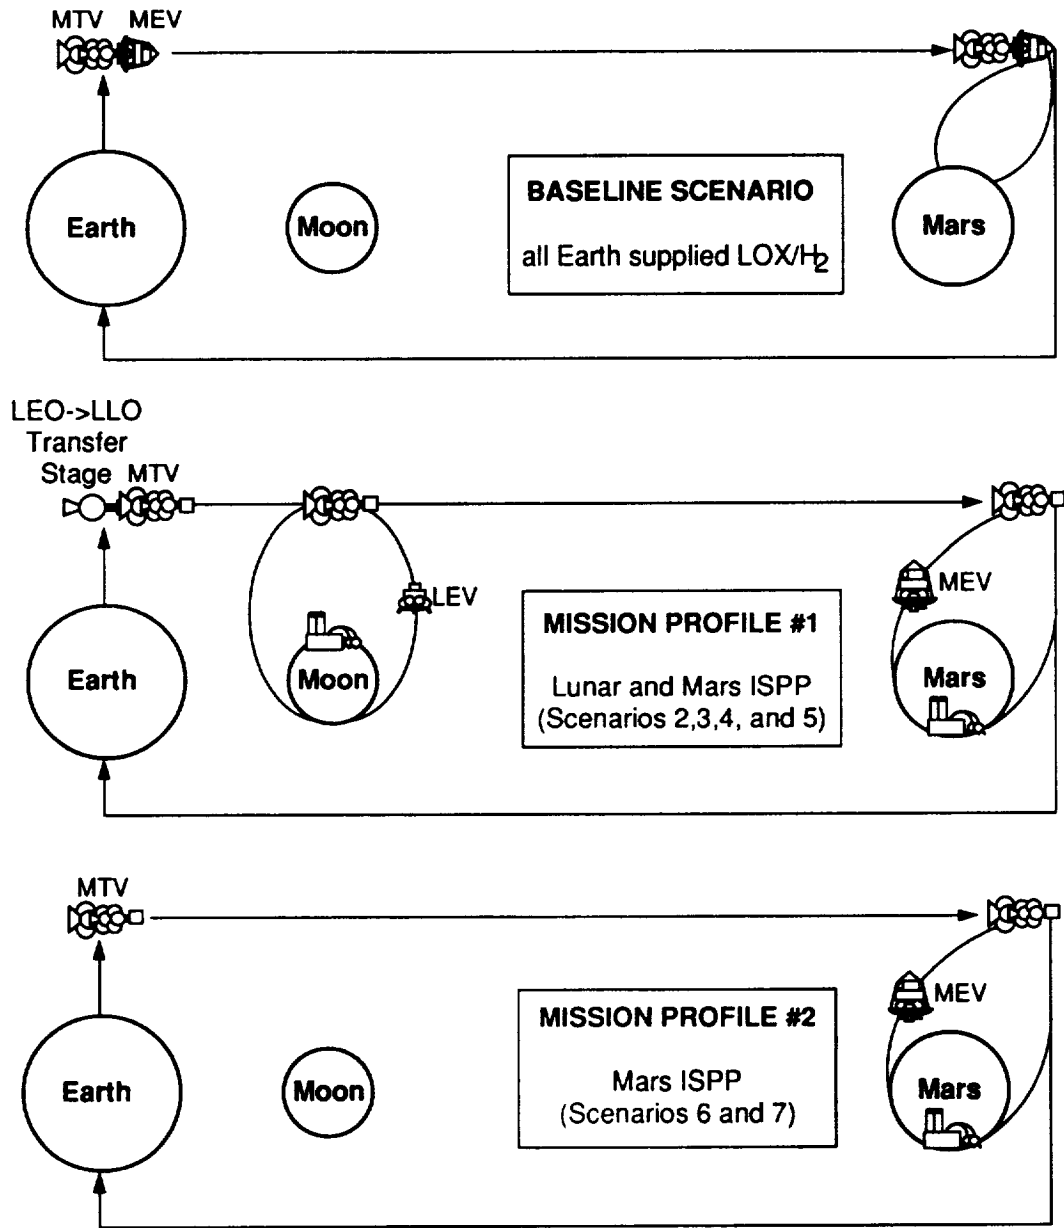 MTV MEV
Earth
Moon
BASELINE SCENARIO
all Earth supplied LOX/H2
Mars
LEO->LLO
Transfer
Stage MTV
LEV
MEV
Earth
Moon
MISSION PROFILE #1
Lunar and Mars ISPP
(Scenarios 2,3,4, and 5)
Mars
MTV
MEV
Earth
Moon
MISSION PROFILE #2
Mars ISPP
(Scenarios 6 and 7)
Mars